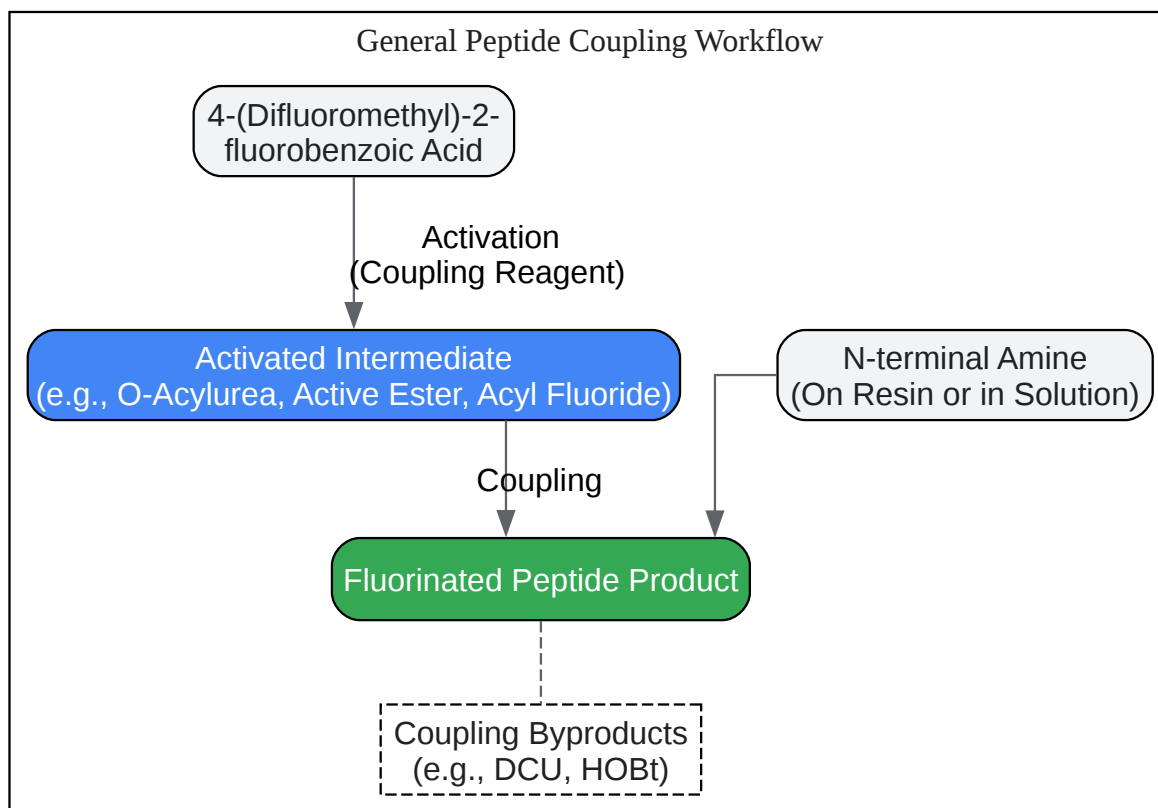 General Peptide Coupling Workflow
4-(Difluoromethyl)-2-
fluorobenzoic Acid
Activation
(Coupling Reagent)
Activated Intermediate
(e.g., O-Acylurea, Active Ester, Acyl Fluoride)
N-terminal Amine
(On Resin or in Solution)
Coupling
Fluorinated Peptide Product
Coupling Byproducts
(e.g., DCU, HOBt)